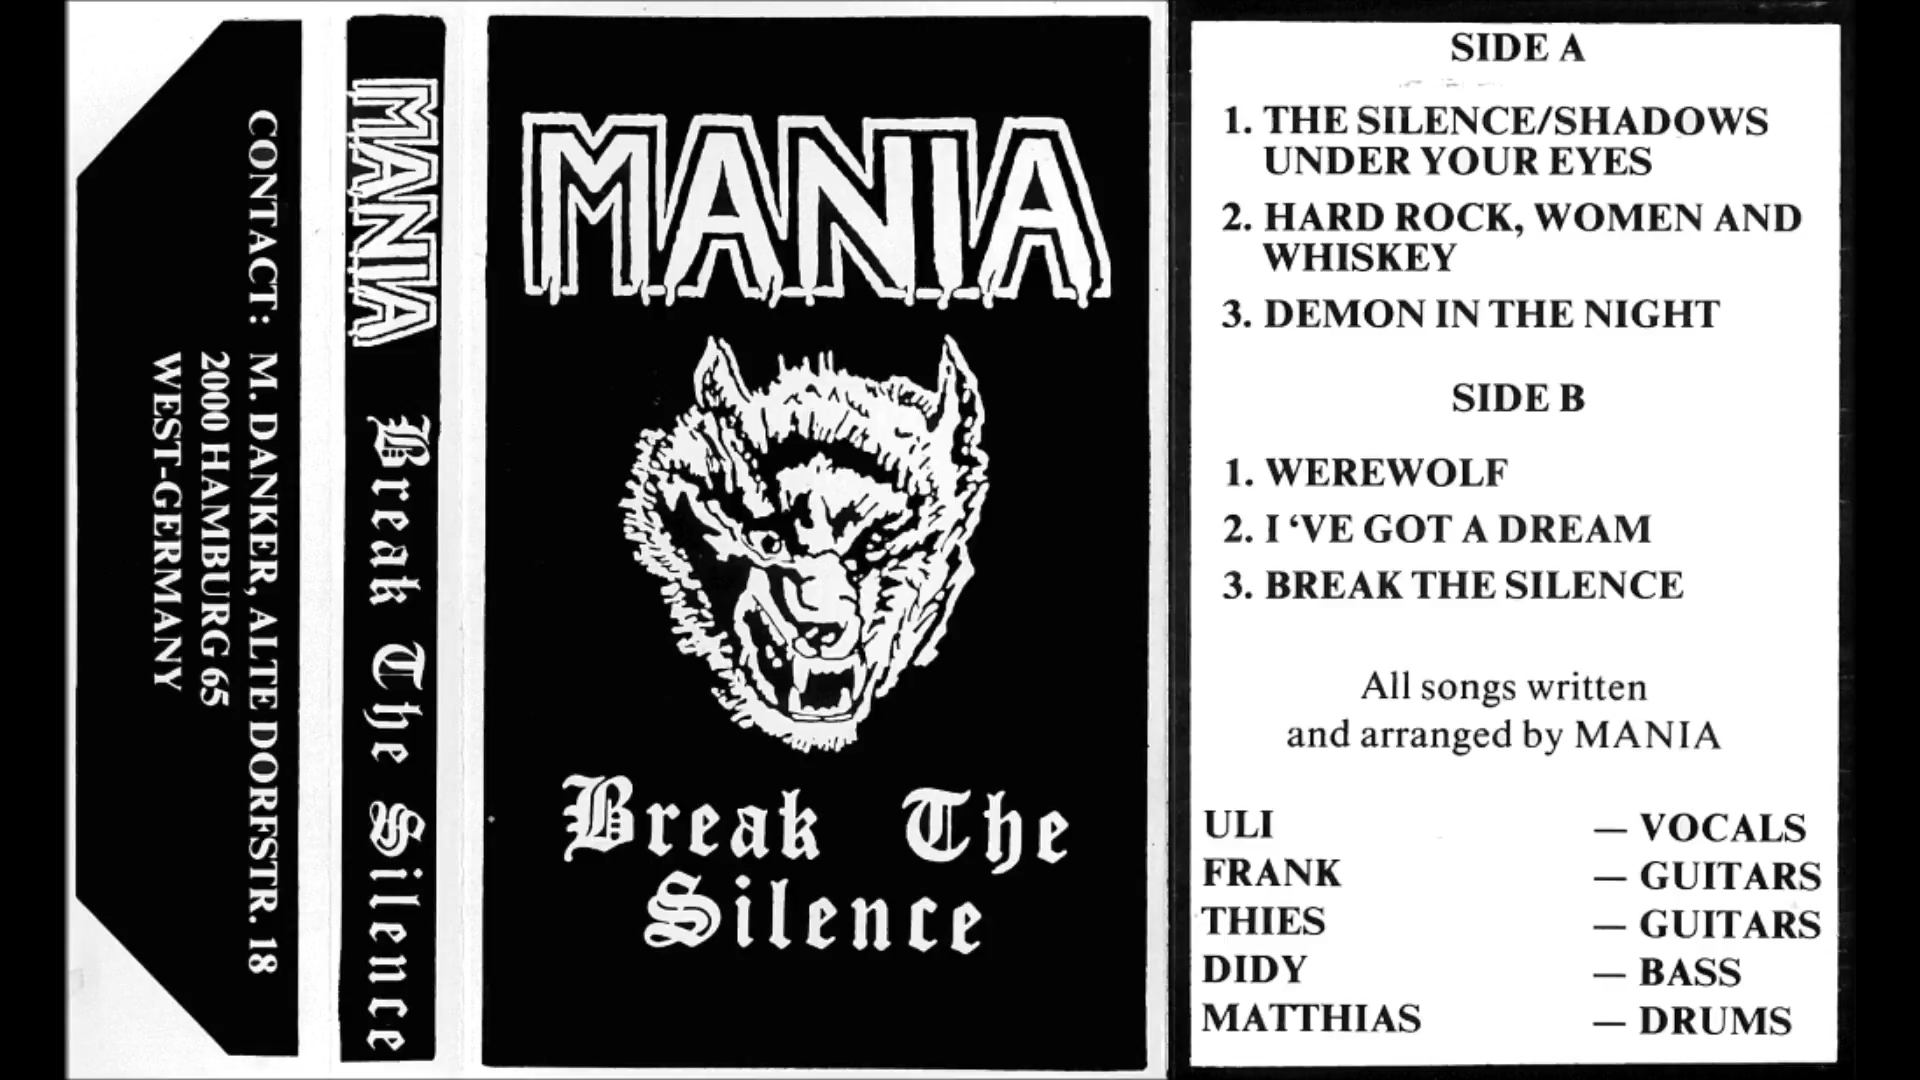 CONTACT: M. DANKER, ALTE DORFSTR. 18
2000 HAMBURG 65
WEST-GERMANY
MANIA Break The Silence
MANIA
Break The
Silence
SIDE A
1. THE SILENCE/SHADOWS
UNDER YOUR EYES
2. HARD ROCK, WOMEN AND
WHISKEY
3. DEMON IN THE NIGHT
SIDE B
1. WEREWOLF
2. I ‘VE GOT A DREAM
3. BREAK THE SILENCE
All songs written
and arranged by MANIA
ULI — VOCALS
FRANK — GUITARS
THIES — GUITARS
DIDY — BASS
MATTHIAS — DRUMS